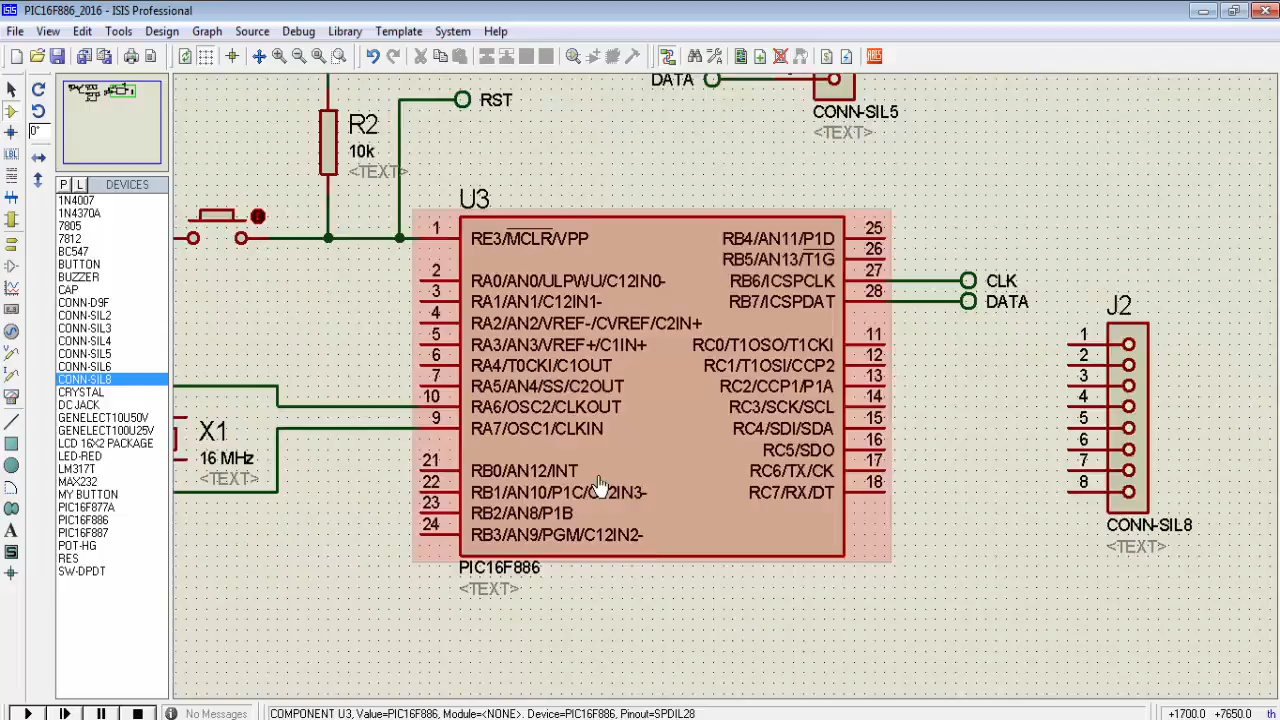 PIC16F886_2016 - ISIS Professional
File View Edit Tools Design Graph Source Debug Library Template System Help
0°
P L DEVICES
1N4007
1N4370A
7805
7812
BC547
BUTTON
BUZZER
CAP
CONN-D9F
CONN-SIL2
CONN-SIL3
CONN-SIL4
CONN-SIL5
CONN-SIL6
CONN-SIL8
CRYSTAL
DC JACK
GENELECT10U50V
GENELECT100U50V
LCD 16×2 PACKAGE
LED-RED
LM317T
MAX232
MY BUTTON
PIC16F877A
PIC16F886
PIC16F887
POT-HG
RES
SW-DPDT
DATA
CONN-SIL5
<TEXT>
RST
R2
10k
<TEXT>
X1
16 MHz
<TEXT>
U3
1 RE3/MCLR/VPP
2 RA0/AN0/ULPWU/C12IN0-
3 RA1/AN1/C12IN1-
4 RA2/AN2/VREF-/CVREF/C2IN+
5 RA3/AN3/VREF+/C1IN+
6 RA4/T0CKI/C1OUT
7 RA5/AN4/SS/C2OUT
10 RA6/OSC2/CLKOUT
9 RA7/OSC1/CLKIN
21 RB0/AN12/INT
22 RB1/AN10/P1C/C12IN3-
23 RB2/AN8/P1B
24 RB3/AN9/PGM/C12IN2-
RB4/AN11/P1D 25
RB5/AN13/T1G 26
RB6/ICSPCLK 27
RB7/ICSPDAT 28
RC0/T1OSO/T1CKI 11
RC1/T1OSI/CCP2 12
RC2/CCP1/P1A 13
RC3/SCK/SCL 14
RC4/SDI/SDA 15
RC5/SDO 16
RC6/TX/CK 17
RC7/RX/DT 18
PIC16F886
<TEXT>
CLK
DATA
J2
1
2
3
4
5
6
7
8
CONN-SIL8
<TEXT>
No Messages COMPONENT U3, Value=PIC16F886, Module=<NONE>, Device=PIC16F886, Pinout=SPDIL28 +1700.0 +7650.0 th